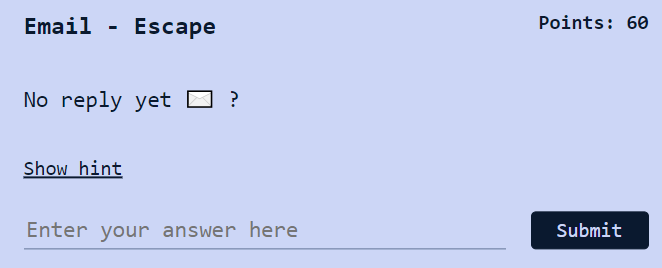 Email - Escape
Points: 60
No reply yet ✉ ?
Show hint
Enter your answer here
Submit